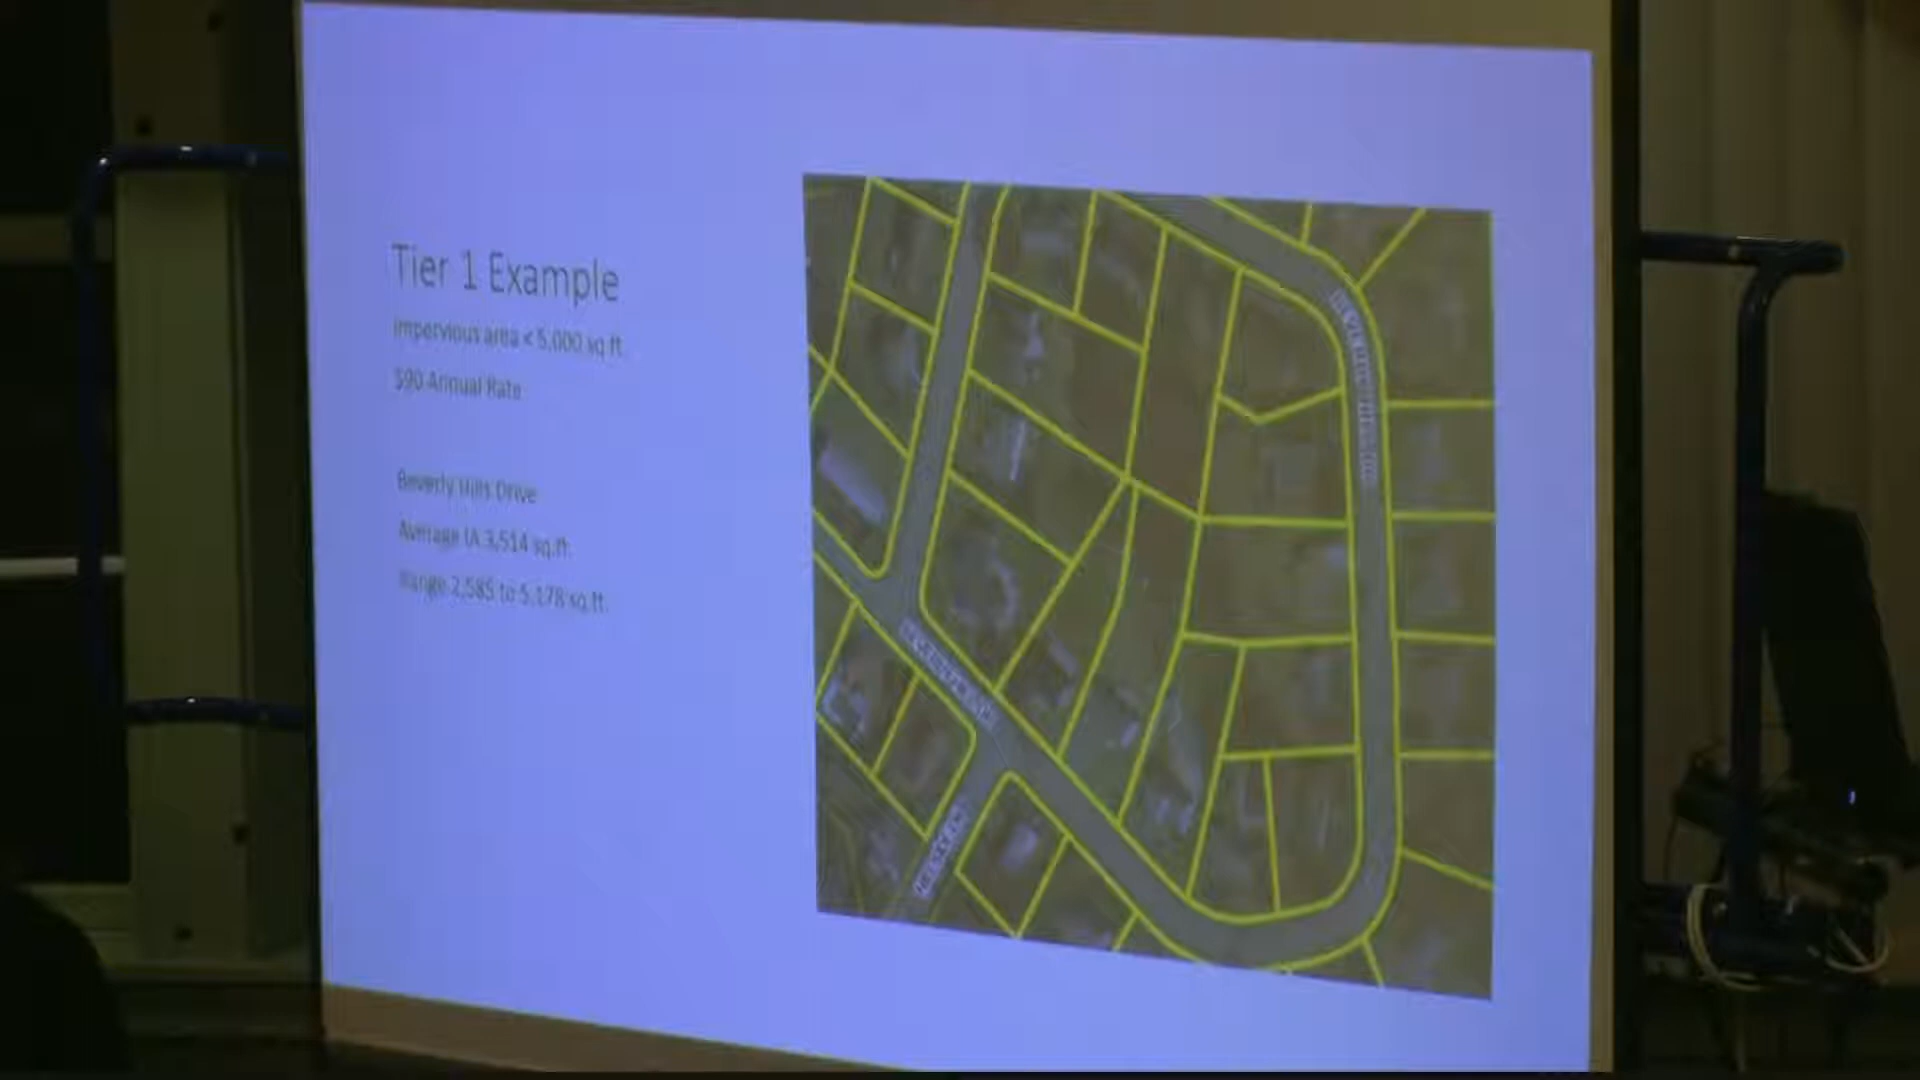 Tier 1 Example
Impervious area < 5,000 sq ft
$90 Annual Rate
Beverly Hills Drive
Average IA 3,514 sq.ft.
Range 2,585 to 5,178 sq.ft.